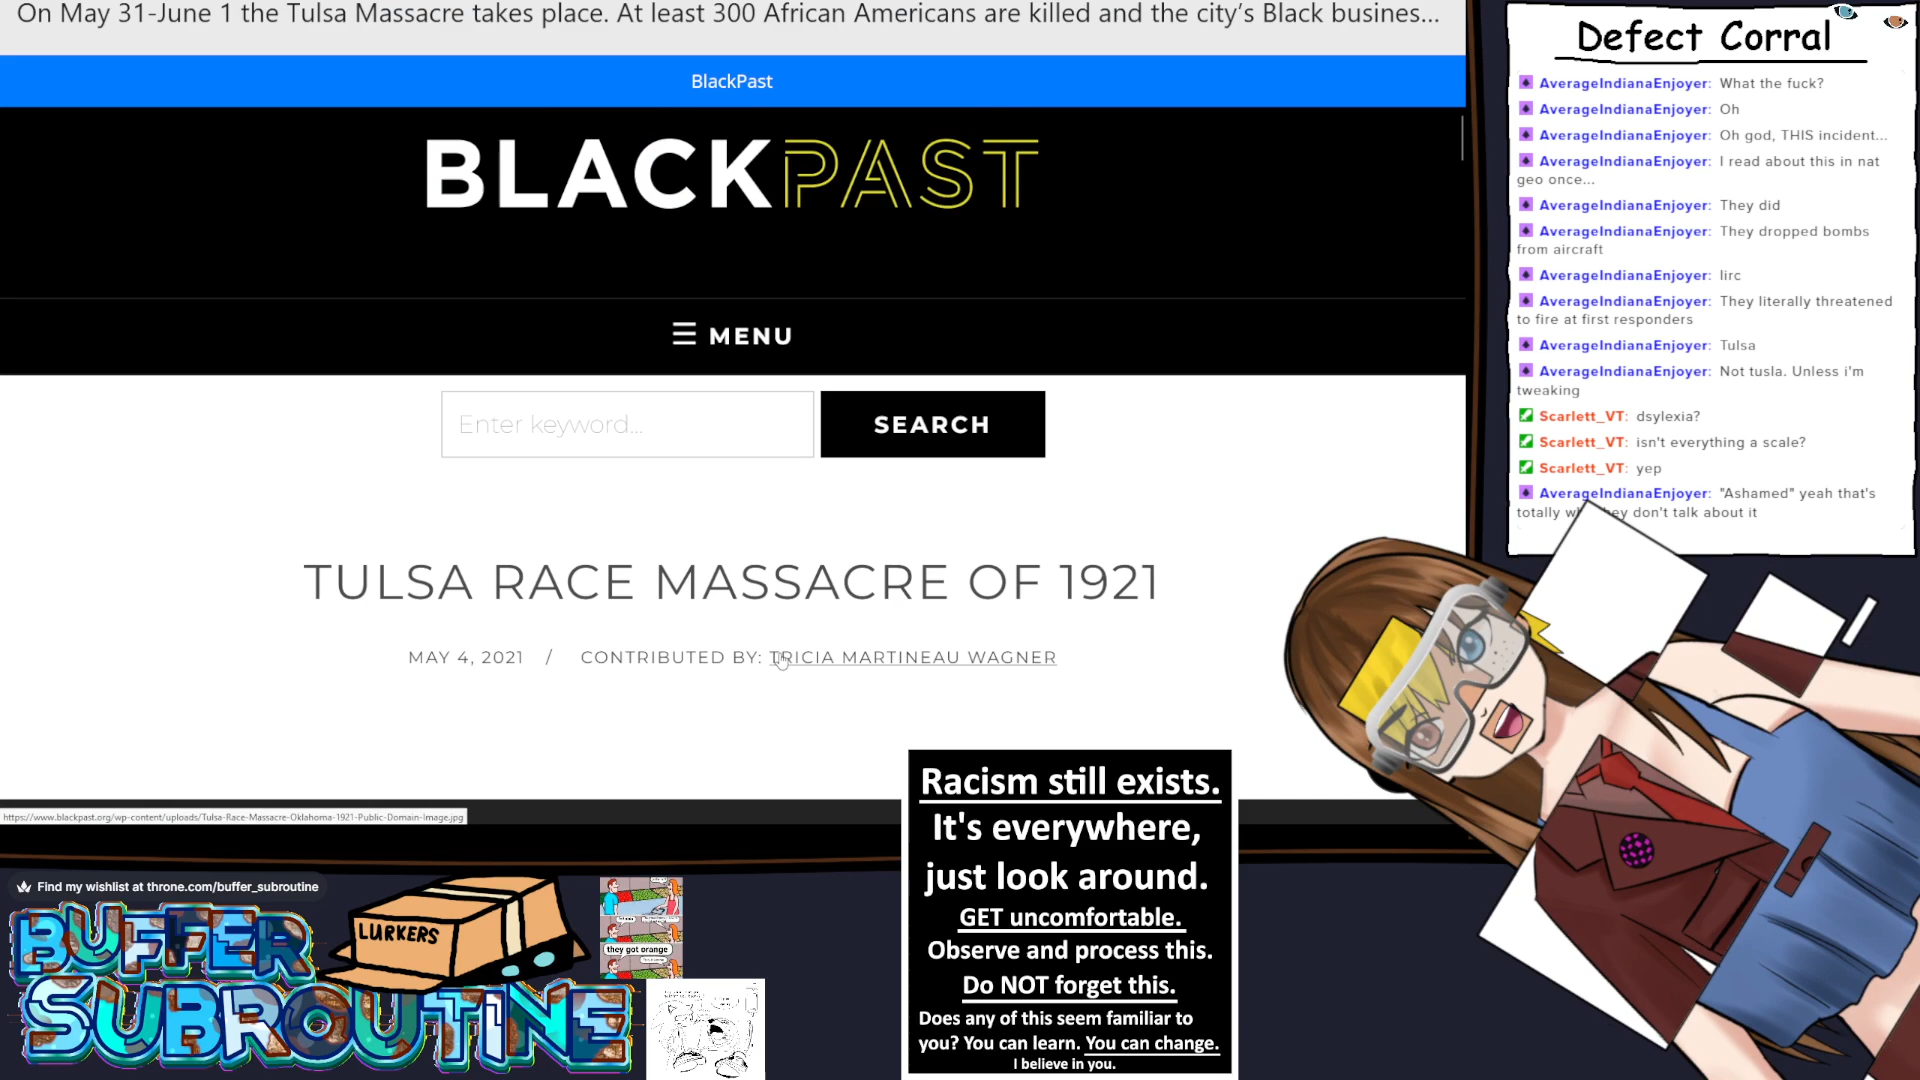 On May 31-June 1 the Tulsa Massacre takes place. At least 300 African Americans are killed and the city's Black busines...
BlackPast
BLACKPAST
☰ MENU
Enter keyword...
SEARCH
TULSA RACE MASSACRE OF 1921
MAY 4, 2021 / CONTRIBUTED BY: TRICIA MARTINEAU WAGNER
https://www.blackpast.org/wp-content/uploads/Tulsa-Race-Massacre-Oklahoma-1921-Public-Domain-Image.jpg
Defect Corral
AverageIndianaEnjoyer: What the fuck?
AverageIndianaEnjoyer: Oh
AverageIndianaEnjoyer: Oh god, THIS incident...
AverageIndianaEnjoyer: I read about this in nat
geo once...
AverageIndianaEnjoyer: They did
AverageIndianaEnjoyer: They dropped bombs
from aircraft
AverageIndianaEnjoyer: Iirc
AverageIndianaEnjoyer: They literally threatened
to fire at first responders
AverageIndianaEnjoyer: Tulsa
AverageIndianaEnjoyer: Not tusla. Unless i'm
tweaking
Scarlett_VT: dsylexia?
Scarlett_VT: isn't everything a scale?
Scarlett_VT: yep
AverageIndianaEnjoyer: "Ashamed" yeah that's
totally don't talk about it
Find my wishlist at throne.com/buffer_subroutine
BUFFER
SUBROUTINE
LURKERS
they got orange
Racism still exists.
It's everywhere,
just look around.
GET uncomfortable.
Observe and process this.
Do NOT forget this.
Does any of this seem familiar to
you? You can learn. You can change.
I believe in you.